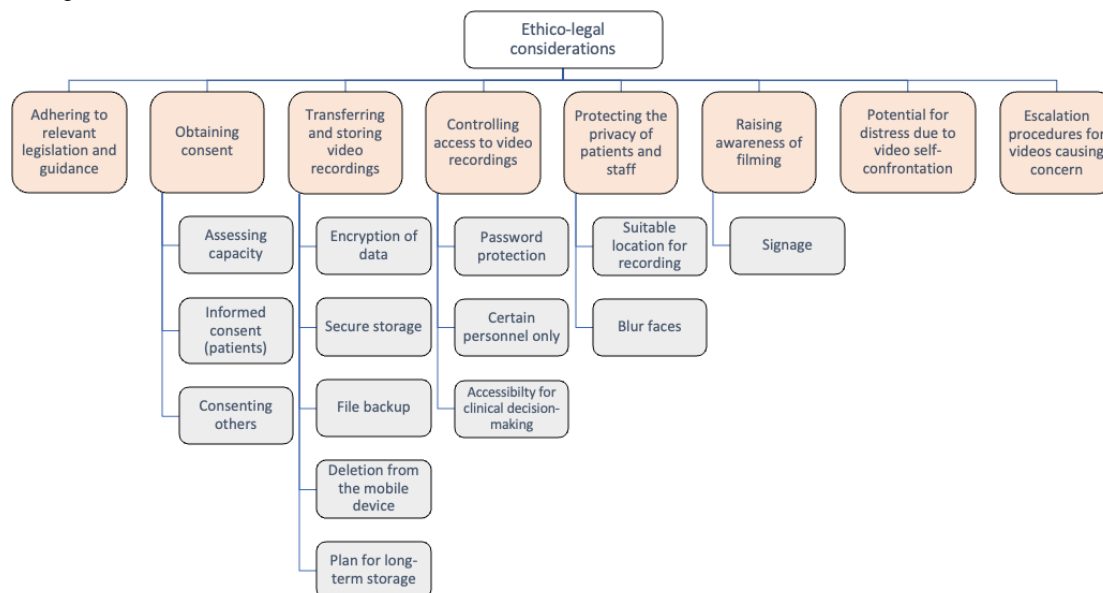 Ethico-legal
considerations
Adhering to
relevant
legislation and
guidance
Obtaining
consent
Transferring
and storing
video
recordings
Controlling
access to video
recordings
Protecting the
privacy of
patients and
staff
Raising
awareness of
filming
Potential for
distress due to
video self-
confrontation
Escalation
procedures for
videos causing
concern
Assessing
capacity
Informed
consent
(patients)
Consenting
others
Encryption of
data
Secure storage
File backup
Deletion from
the mobile
device
Plan for long-
term storage
Password
protection
Certain
personnel only
Accessibilty for
clinical decision-
making
Suitable
location for
recording
Blur faces
Signage